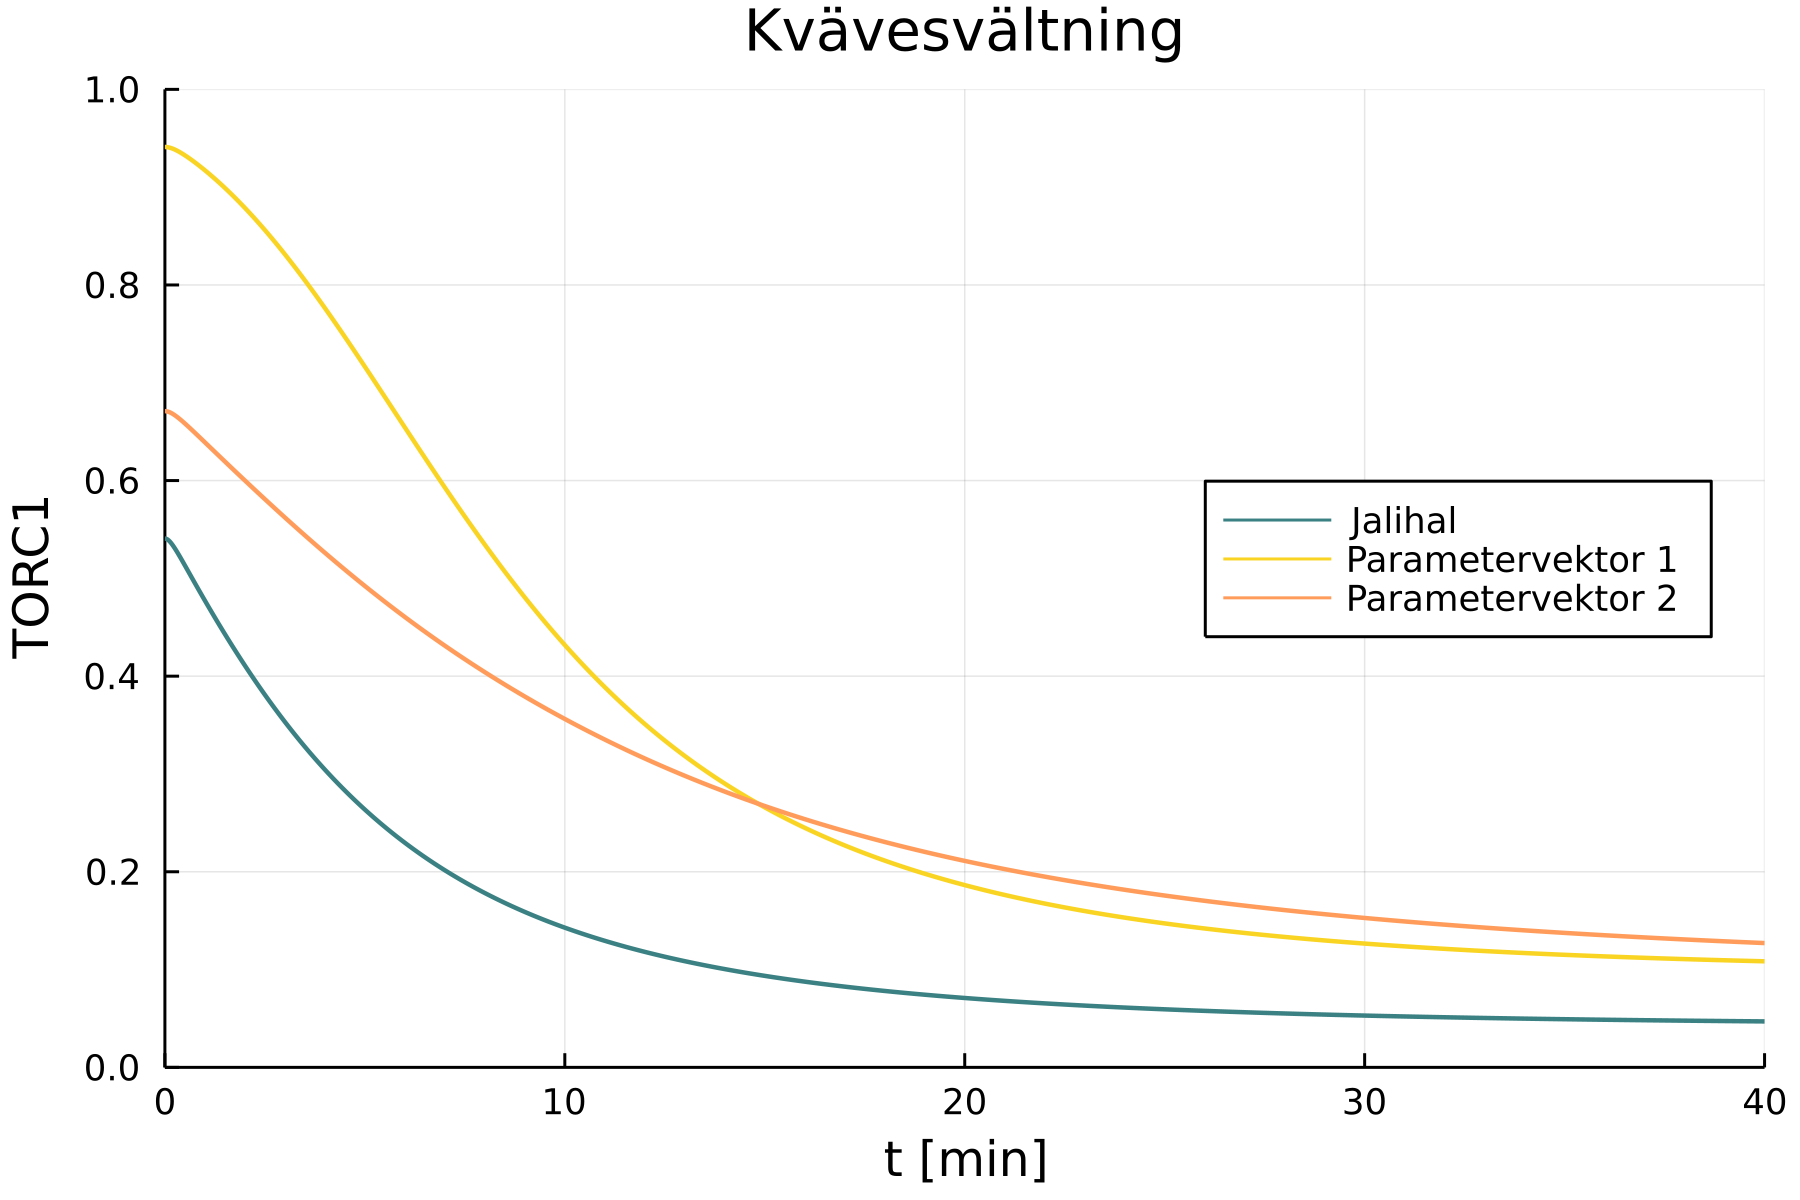 Kvävesvältning
1.0
0.8
0.6
0.4
0.2
0.0
TORC1
Jalihal
Parametervektor 1
Parametervektor 2
0 10 20 30 40
t [min]